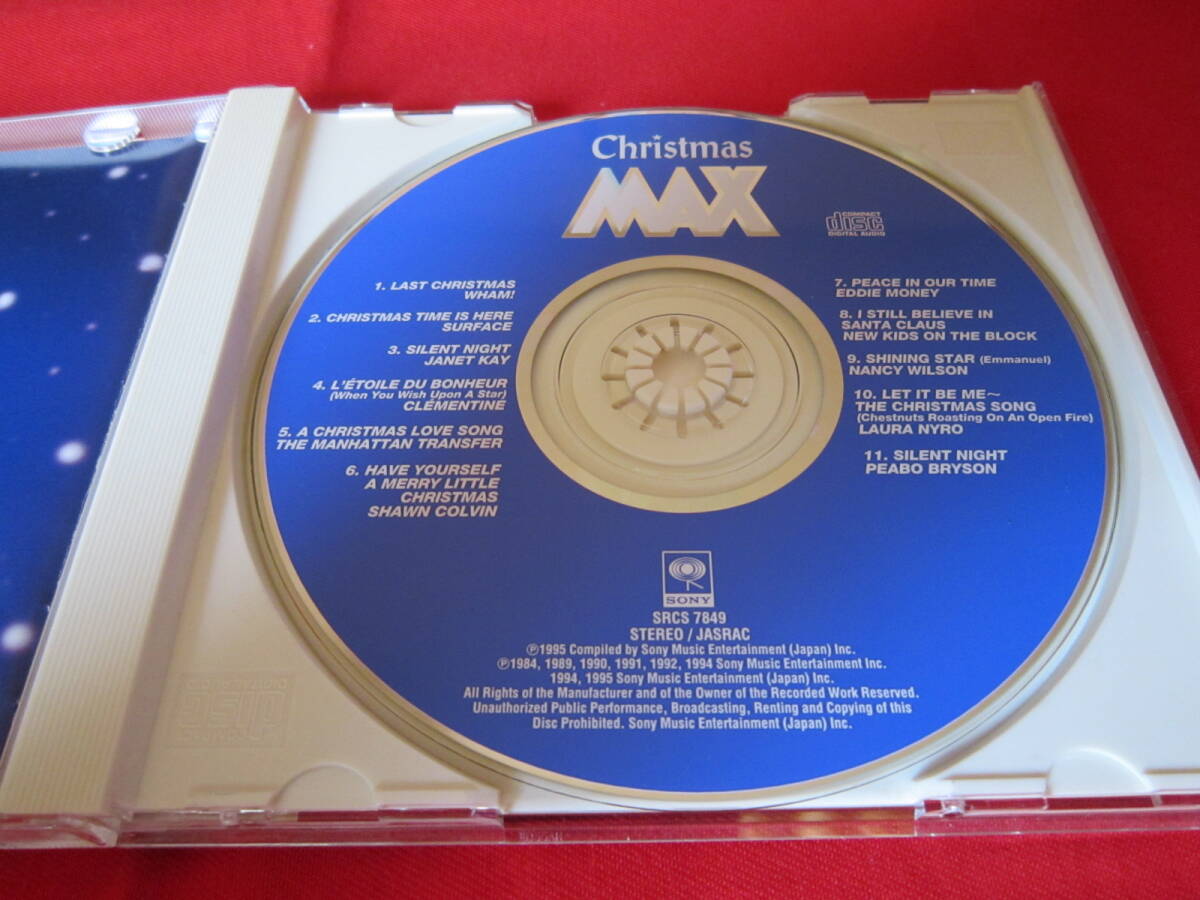 Christmas
MAX
COMPACT
disc
DIGITAL AUDIO
1. LAST CHRISTMAS
WHAM!
2. CHRISTMAS TIME IS HERE
SURFACE
3. SILENT NIGHT
JANET KAY
4. L'ÉTOILE DU BONHEUR
(When You Wish Upon A Star)
CLÉMENTINE
5. A CHRISTMAS LOVE SONG
THE MANHATTAN TRANSFER
6. HAVE YOURSELF
A MERRY LITTLE
CHRISTMAS
SHAWN COLVIN
7. PEACE IN OUR TIME
EDDIE MONEY
8. I STILL BELIEVE IN
SANTA CLAUS
NEW KIDS ON THE BLOCK
9. SHINING STAR (Emmanuel)
NANCY WILSON
10. LET IT BE ME～
THE CHRISTMAS SONG
(Chestnuts Roasting On An Open Fire)
LAURA NYRO
11. SILENT NIGHT
PEABO BRYSON
SONY
SRCS 7849
STEREO / JASRAC
℗1995 Compiled by Sony Music Entertainment (Japan) Inc.
℗1984, 1989, 1990, 1991, 1992, 1994 Sony Music Entertainment Inc.
1994, 1995 Sony Music Entertainment (Japan) Inc.
All Rights of the Manufacturer and of the Owner of the Recorded Work Reserved.
Unauthorized Public Performance, Broadcasting, Renting and Copying of this
Disc Prohibited. Sony Music Entertainment (Japan) Inc.